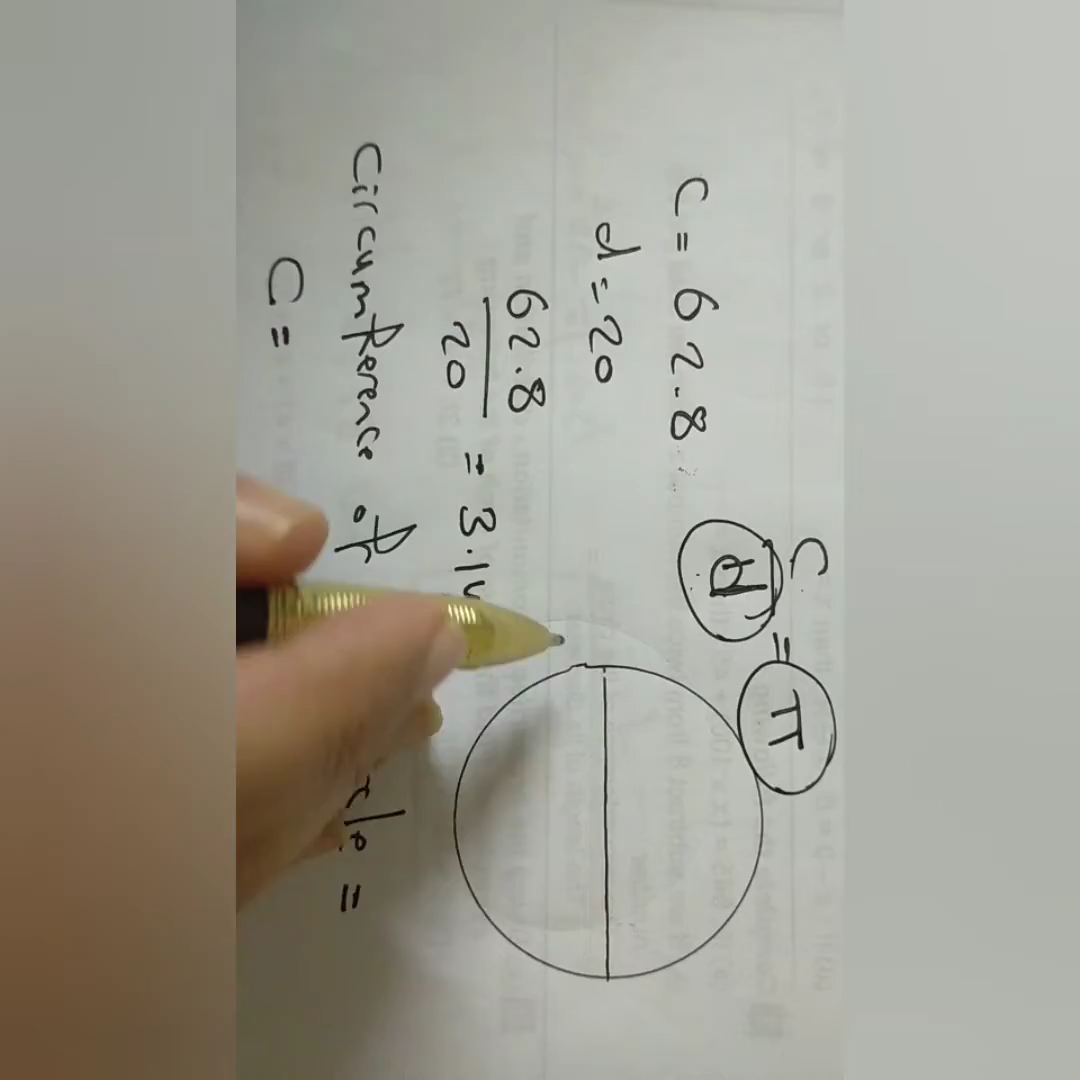 C
d
= π
C = 62.8
d = 20
62.8
20
= 3.14
Circumference of
=
C =